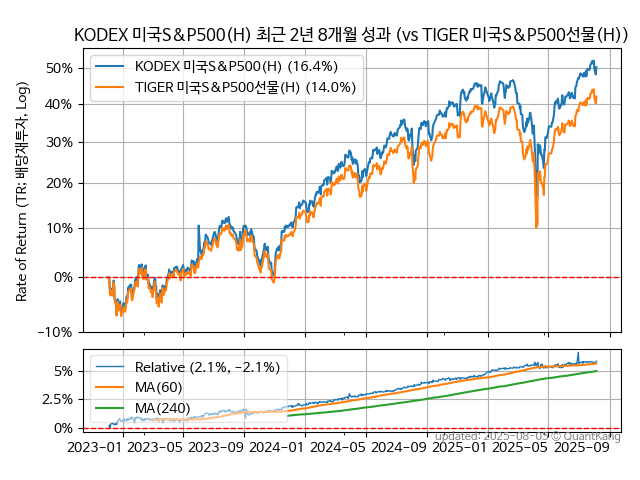 KODEX 미국S&P500(H) 최근 2년 8개월 성과 (vs TIGER 미국S&P500선물(H))
KODEX 미국S&P500(H) (16.4%)
TIGER 미국S&P500선물(H) (14.0%)
Rate of Return (TR: 배당재투자, Log)
50%
40%
30%
20%
10%
0%
−10%
Relative (2.1%, −2.1%)
MA(60)
MA(240)
5%
2.5%
0%
updated: 2025-08-05 © QuantKang
2023−01 2023−05 2023−09 2024−01 2024−05 2024−09 2025−01 2025−05 2025−09